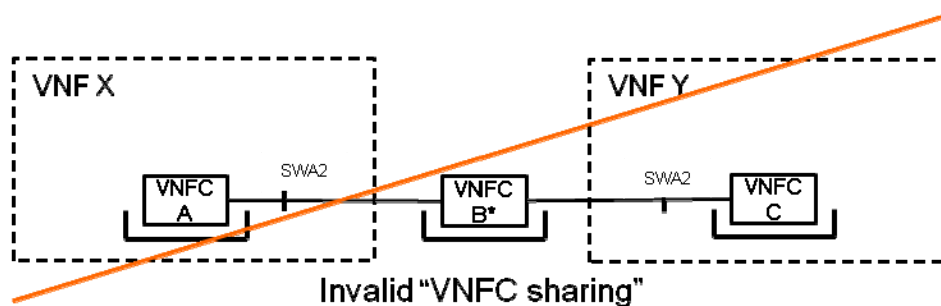 VNF X
VNF Y
SWA2
SWA2
VNFC
A
VNFC
B*
VNFC
C
Invalid “VNFC sharing”